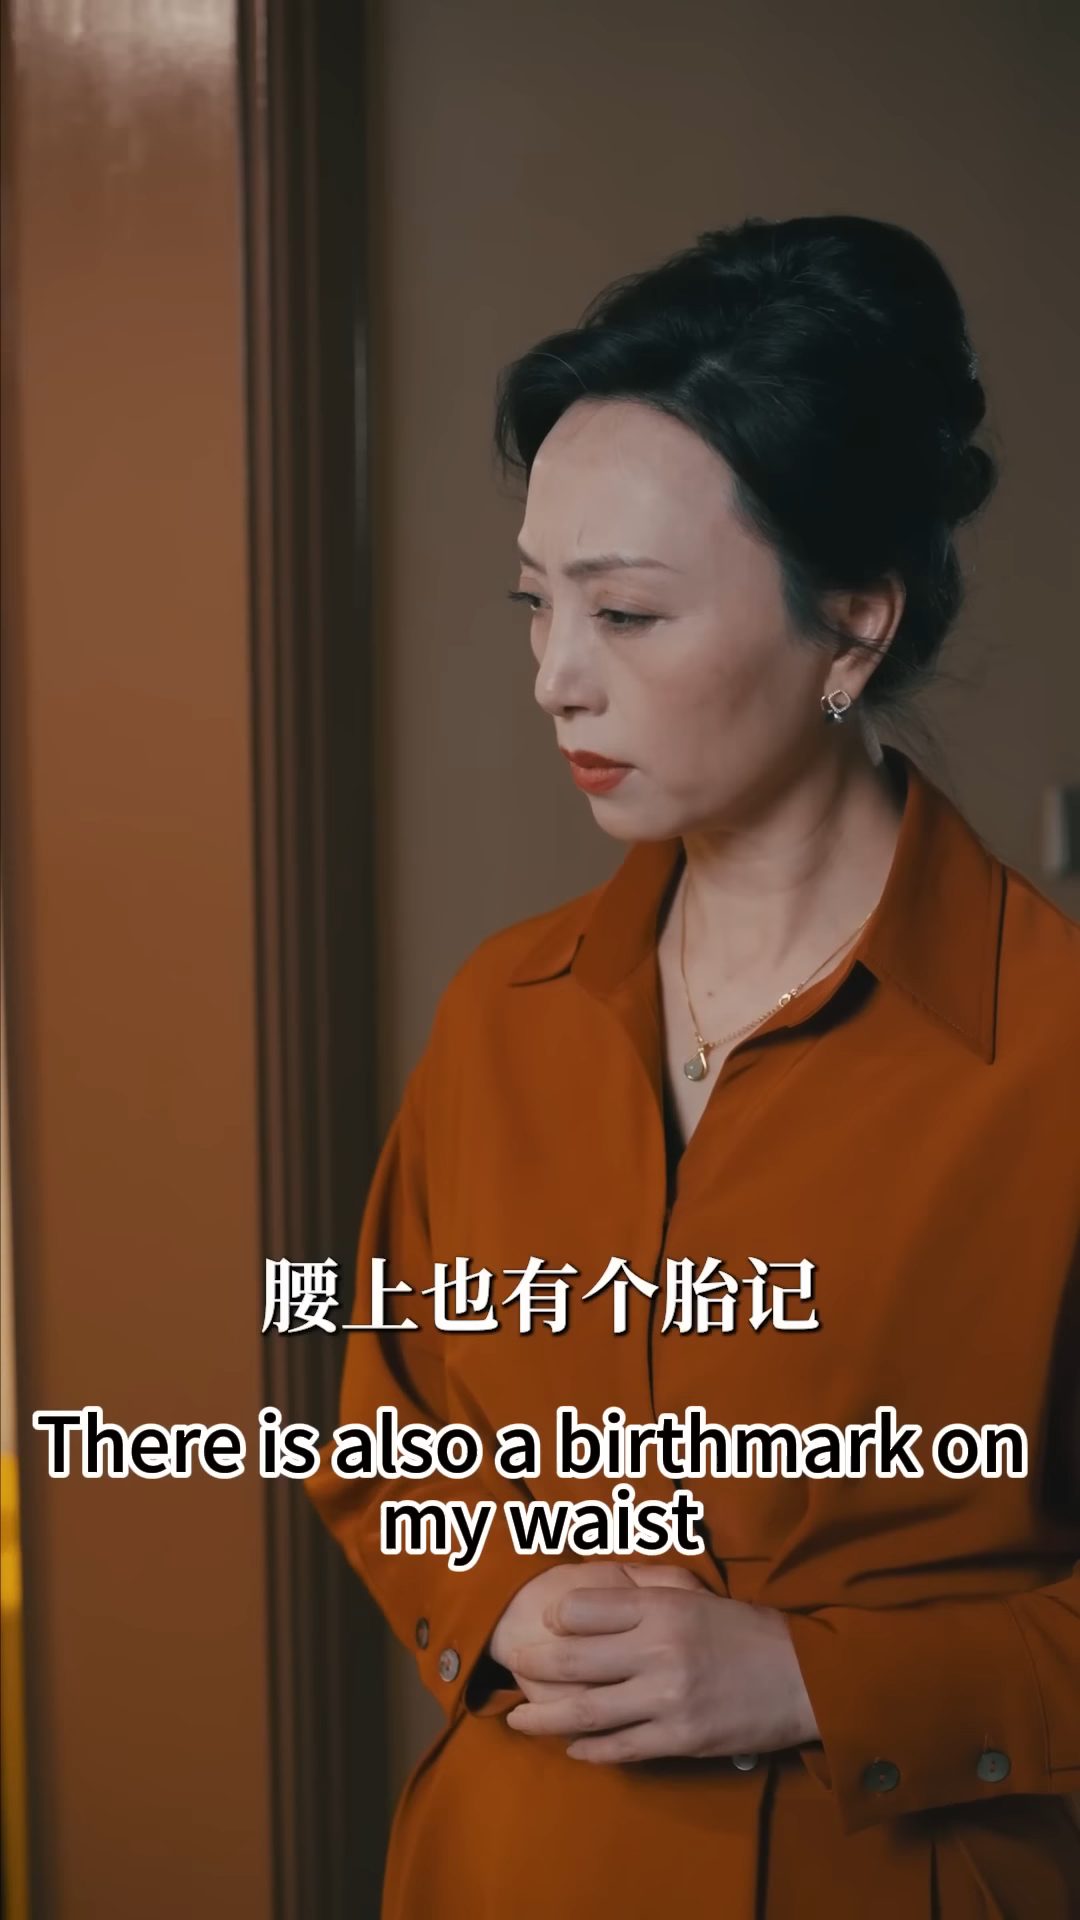 腰上也有个胎记
There is also a birthmark on
my waist